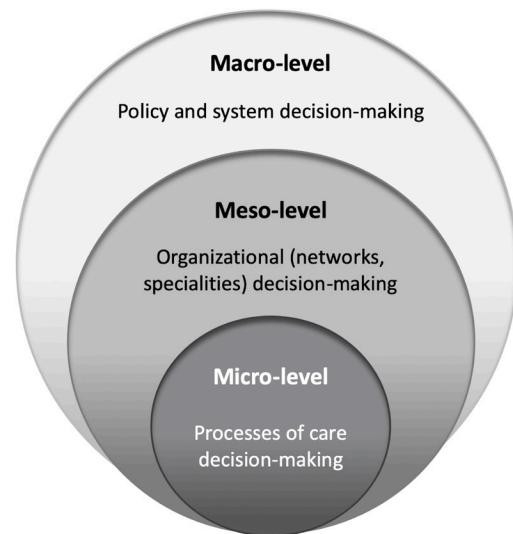 Macro-level
Policy and system decision-making
Meso-level
Organizational (networks,
specialities) decision-making
Micro-level
Processes of care
decision-making